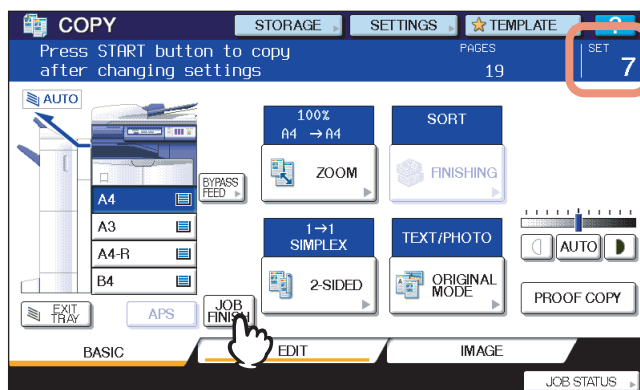 COPY
STORAGE
SETTINGS
TEMPLATE
?
Press START button to copy
after changing settings
PAGES
19
SET
7
AUTO
100%
A4 → A4
ZOOM
SORT
FINISHING
BYPASS
FEED
A4
A3
A4-R
B4
1→1
SIMPLEX
2-SIDED
TEXT/PHOTO
ORIGINAL
MODE
AUTO
PROOF COPY
EXIT
TRAY
APS
JOB
FINISH
BASIC
EDIT
IMAGE
JOB STATUS